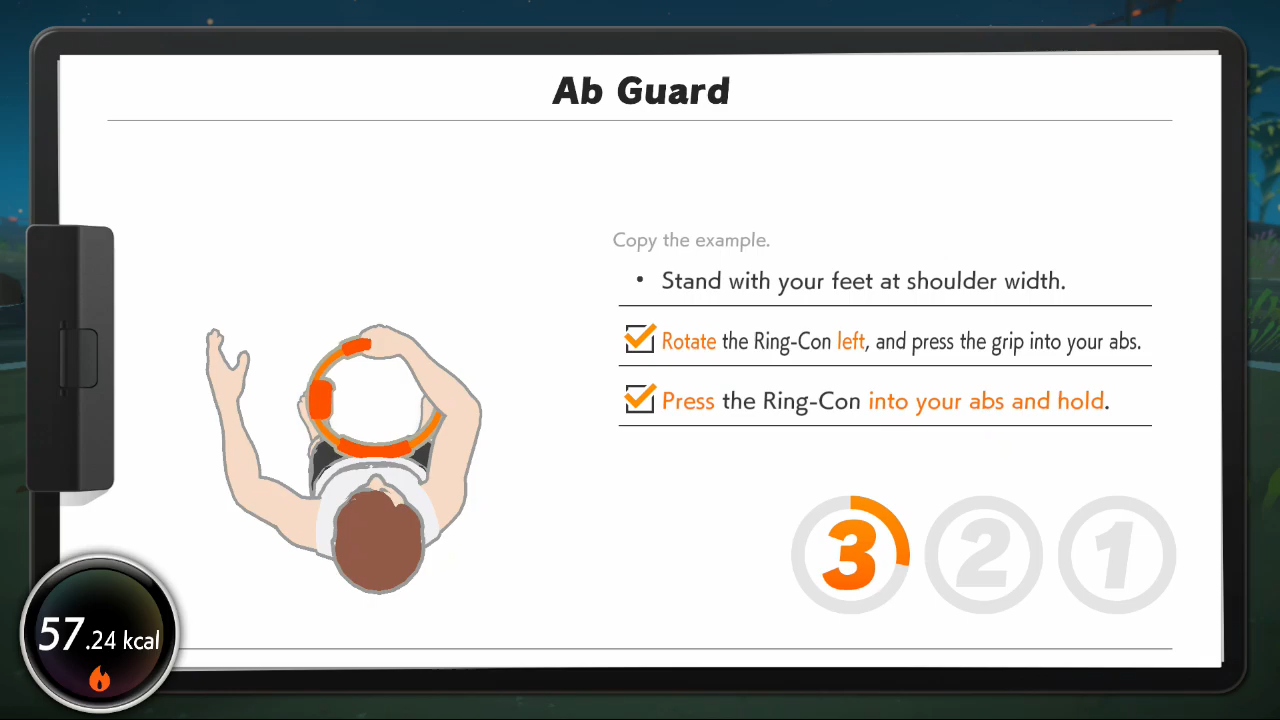 Ab Guard
Copy the example.
• Stand with your feet at shoulder width.
Rotate the Ring-Con left, and press the grip into your abs.
Press the Ring-Con into your abs and hold.
3 2 1
57.24 kcal